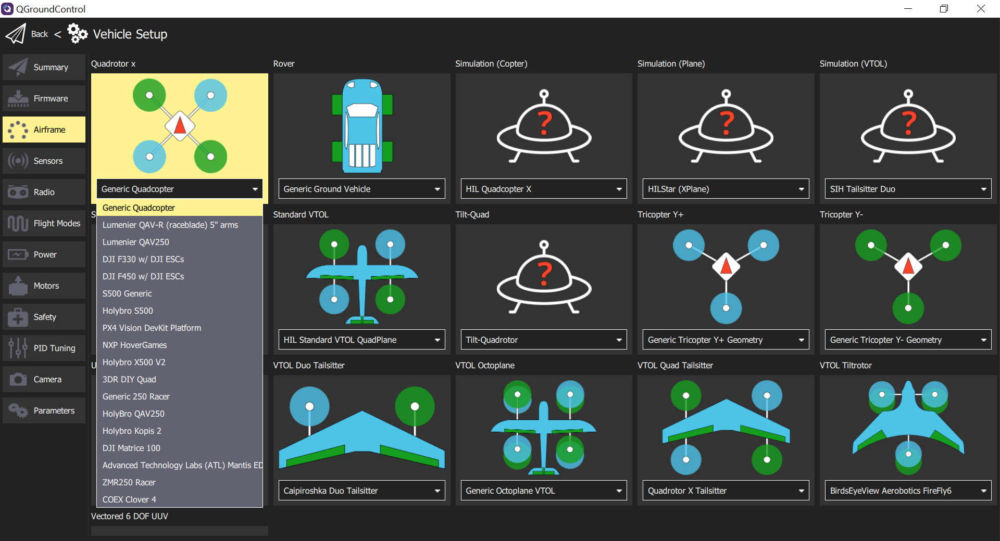 QGroundControl
Back < Vehicle Setup
Summary
Firmware
Airframe
Sensors
Radio
Flight Modes
Power
Motors
Safety
PID Tuning
Camera
Parameters
Quadrotor x
Generic Quadcopter
Generic Quadcopter
Lumenier QAV-R (raceblade) 5" arms
Lumenier QAV250
DJI F330 w/ DJI ESCs
DJI F450 w/ DJI ESCs
S500 Generic
Holybro S500
PX4 Vision DevKit Platform
NXP HoverGames
Holybro X500 V2
3DR DIY Quad
Generic 250 Racer
HolyBro QAV250
Holybro Kopis 2
DJI Matrice 100
Advanced Technology Labs (ATL) Mantis ED
ZMR250 Racer
COEX Clover 4
Rover
Generic Ground Vehicle
Simulation (Copter)
?
HIL Quadcopter X
Simulation (Plane)
?
HILStar (XPlane)
Simulation (VTOL)
?
SIH Tailsitter Duo
Standard VTOL
HIL Standard VTOL QuadPlane
Tilt-Quad
?
Tilt-Quadrotor
Tricopter Y+
Generic Tricopter Y+ Geometry
Tricopter Y-
Generic Tricopter Y- Geometry
VTOL Duo Tailsitter
Caipiroshka Duo Tailsitter
VTOL Octoplane
Generic Octoplane VTOL
VTOL Quad Tailsitter
Quadrotor X Tailsitter
VTOL Tiltrotor
BirdsEyeView Aerobotics FireFly6
Vectored 6 DOF UUV